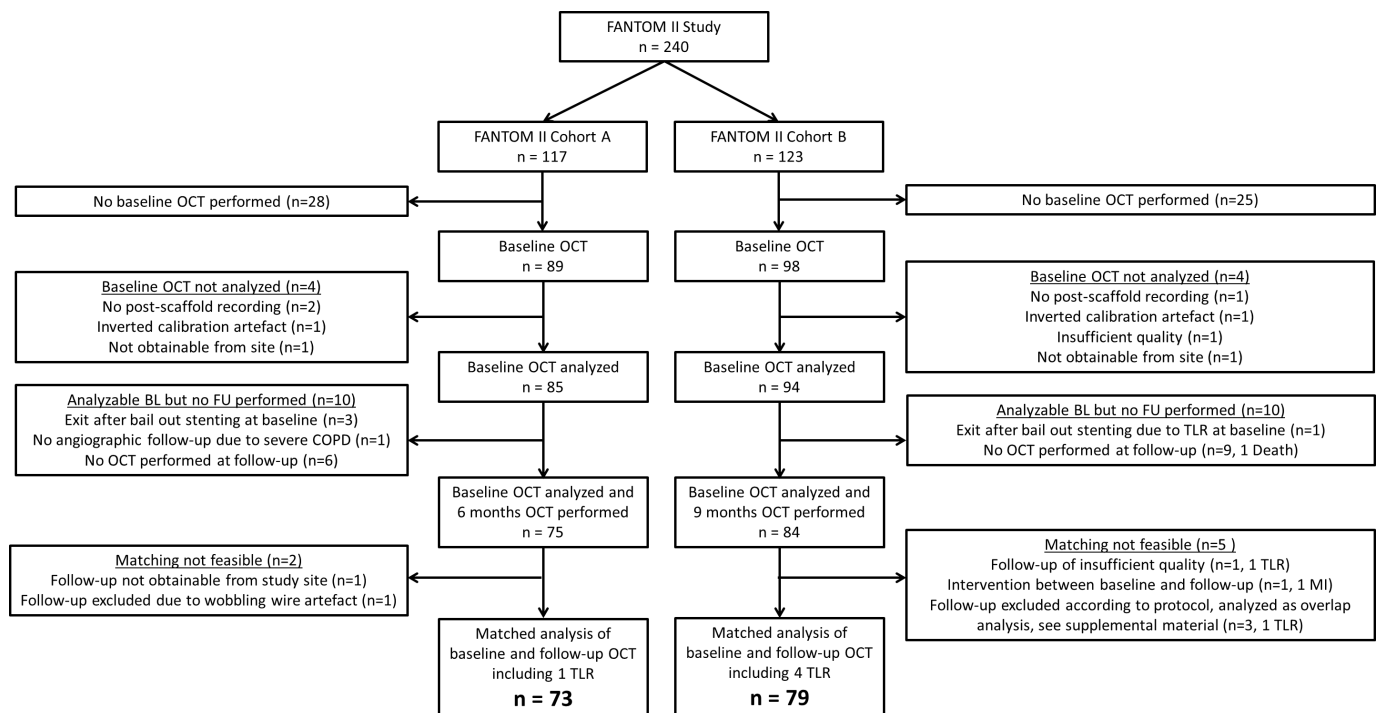 FANTOM II Study
n = 240
FANTOM II Cohort A
n = 117
FANTOM II Cohort B
n = 123
No baseline OCT performed (n=28)
No baseline OCT performed (n=25)
Baseline OCT
n = 89
Baseline OCT
n = 98
Baseline OCT not analyzed (n=4)
No post-scaffold recording (n=2)
Inverted calibration artefact (n=1)
Not obtainable from site (n=1)
Baseline OCT not analyzed (n=4)
No post-scaffold recording (n=1)
Inverted calibration artefact (n=1)
Insufficient quality (n=1)
Not obtainable from site (n=1)
Baseline OCT analyzed
n = 85
Baseline OCT analyzed
n = 94
Analyzable BL but no FU performed (n=10)
Exit after bail out stenting at baseline (n=3)
No angiographic follow-up due to severe COPD (n=1)
No OCT performed at follow-up (n=6)
Analyzable BL but no FU performed (n=10)
Exit after bail out stenting due to TLR at baseline (n=1)
No OCT performed at follow-up (n=9, 1 Death)
Baseline OCT analyzed and
6 months OCT performed
n = 75
Baseline OCT analyzed and
9 months OCT performed
n = 84
Matching not feasible (n=2)
Follow-up not obtainable from study site (n=1)
Follow-up excluded due to wobbling wire artefact (n=1)
Matching not feasible (n=5 )
Follow-up of insufficient quality (n=1, 1 TLR)
Intervention between baseline and follow-up (n=1, 1 MI)
Follow-up excluded according to protocol, analyzed as overlap
analysis, see supplemental material (n=3, 1 TLR)
Matched analysis of
baseline and follow-up OCT
including 1 TLR
n = 73
Matched analysis of
baseline and follow-up OCT
including 4 TLR
n = 79